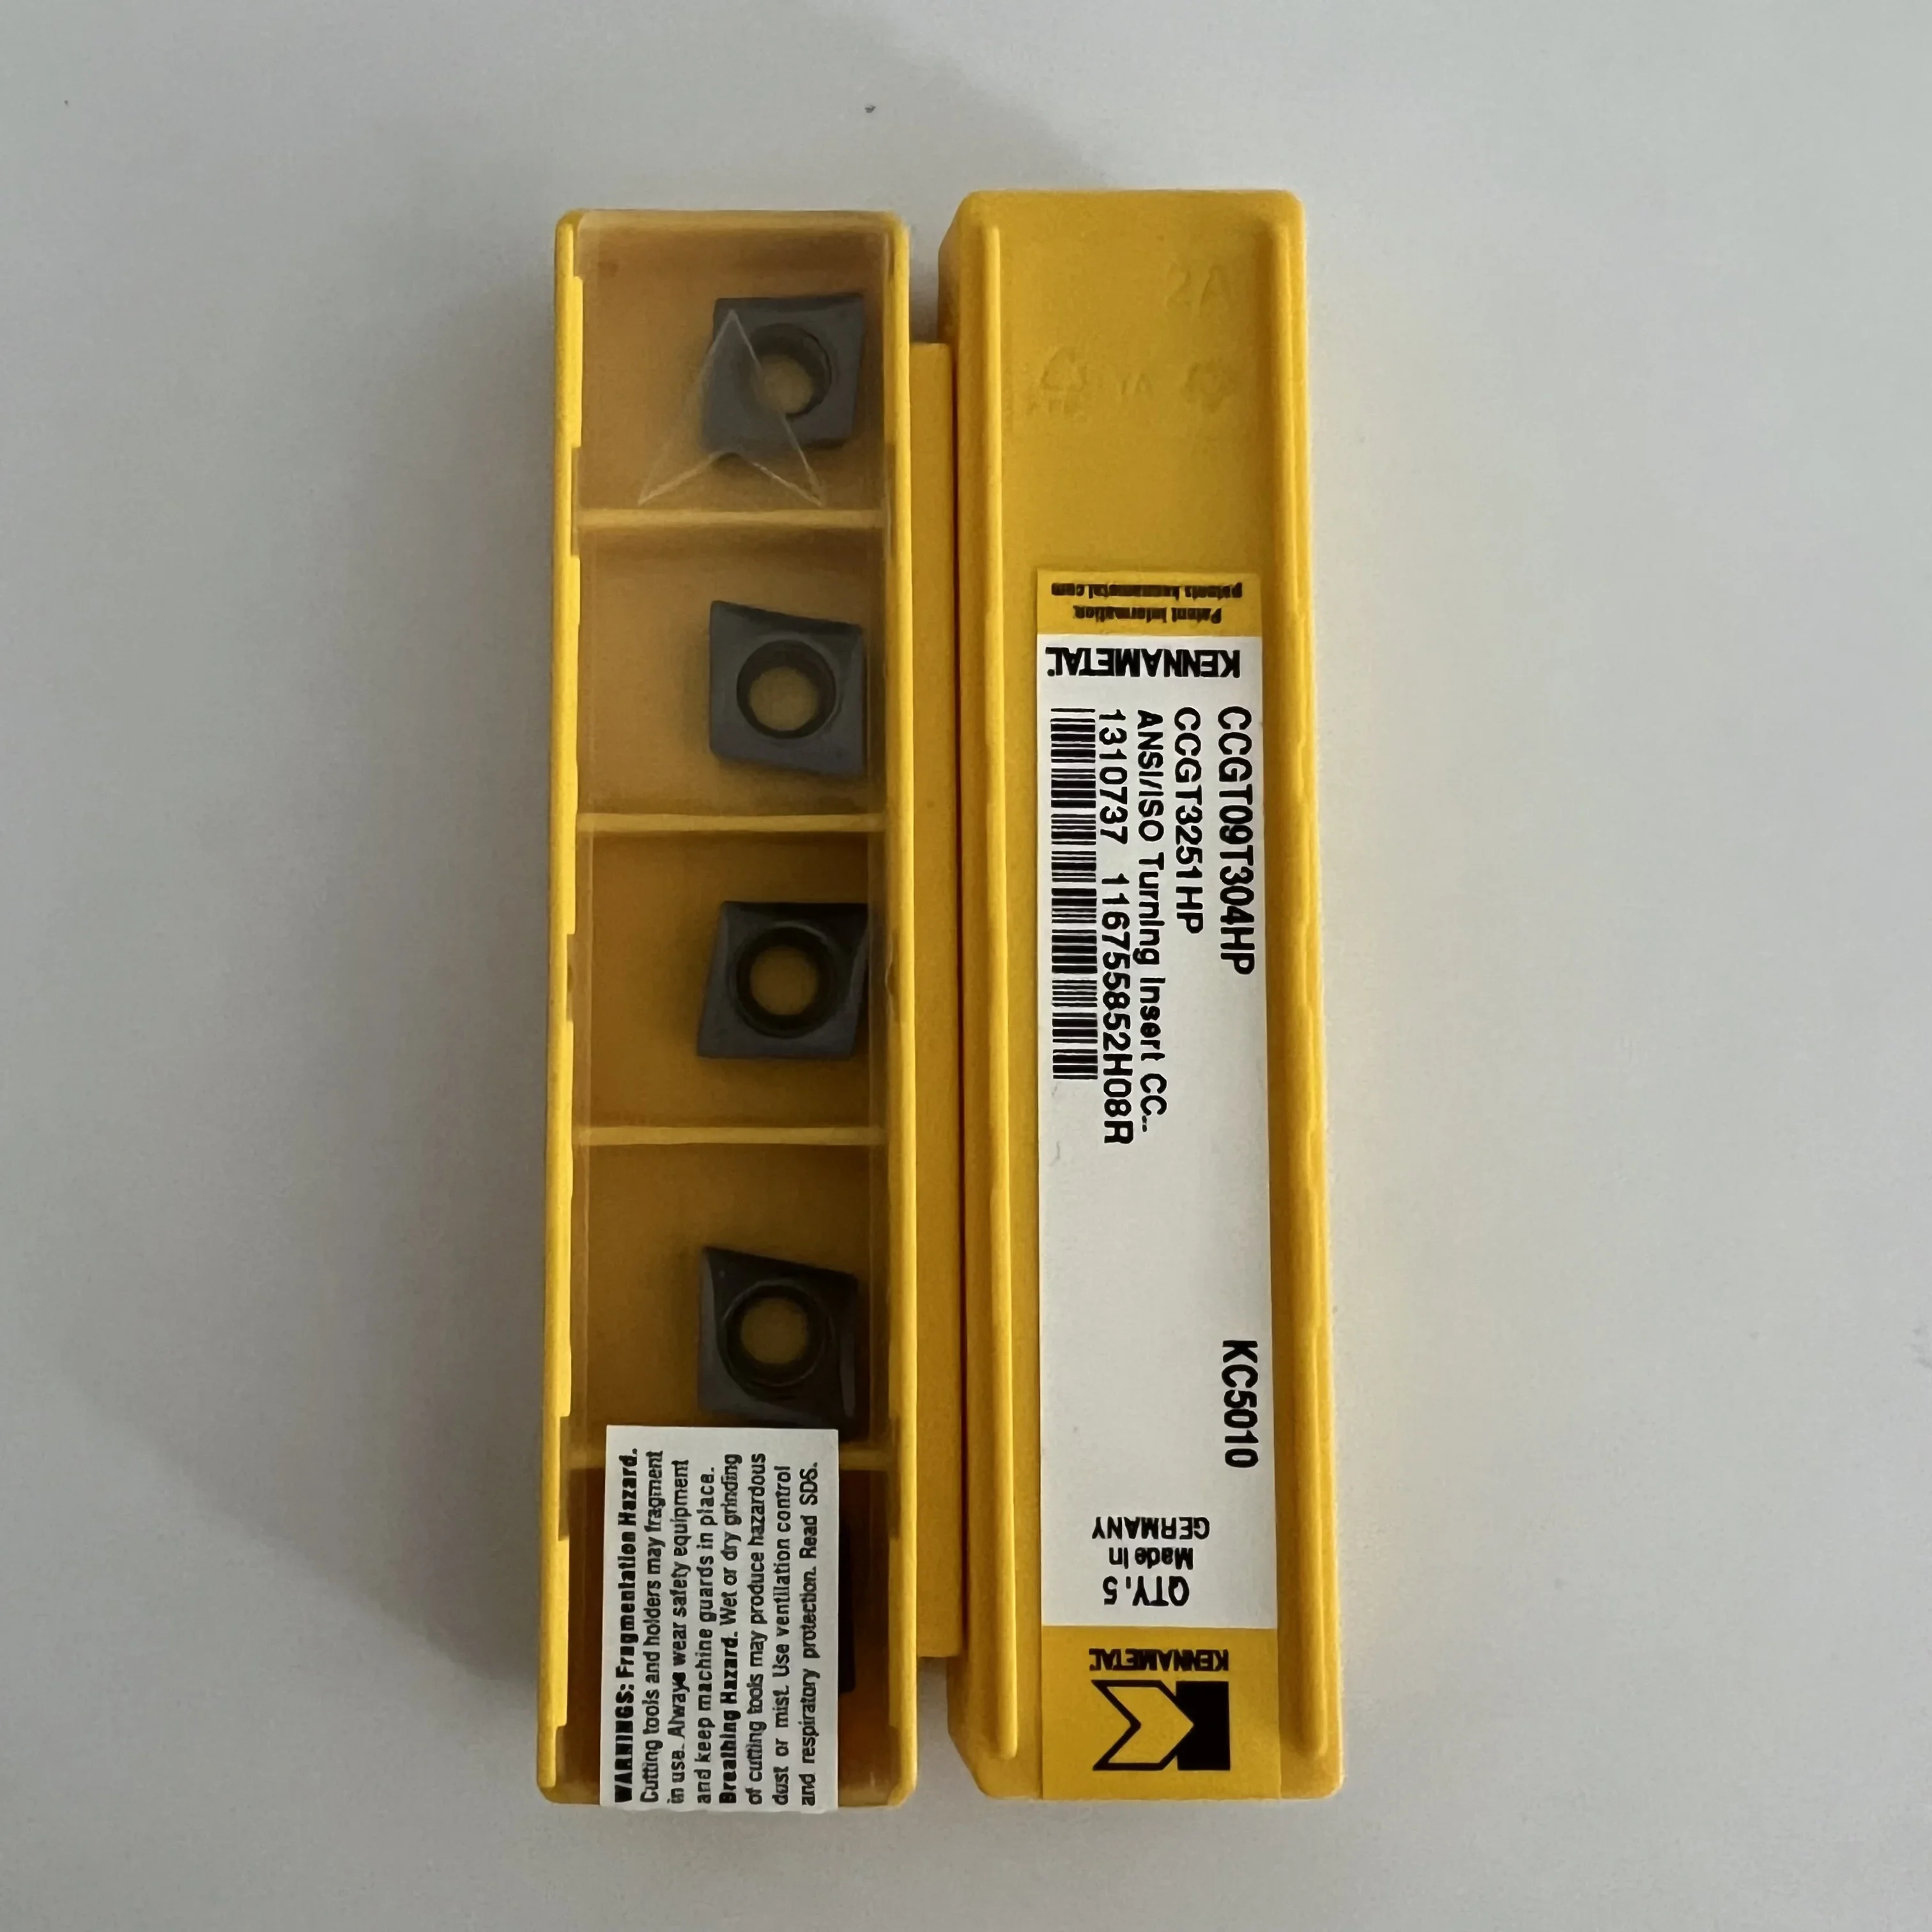 WARNINGS: Fragmentation Hazard.
Cutting tools and holders may fragment
in use. Always wear safety equipment
and keep machine guards in place.
Breathing Hazard. Wet or dry grinding
of cutting tools may produce hazardous
dust or mist. Use ventilation control
and respiratory protection. Read SDS.
2A
Patent Information
patents.kennametal.com
KENNAMETAL
CCGT09T304HP
CCGT3251HP
ANSI/ISO Turning Insert CC--
1310737 116755852H08R
KC5010
QTY.5
Made in
GERMANY
KENNAMETAL